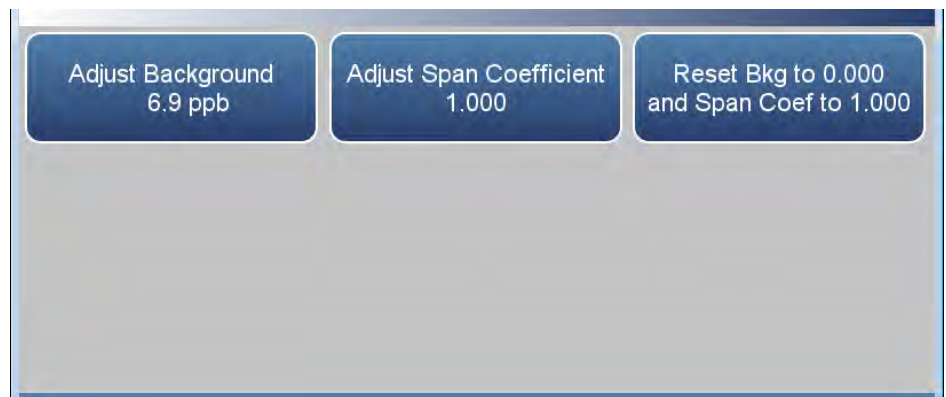 Adjust Background
6.9 ppb
Adjust Span Coefficient
1.000
Reset Bkg to 0.000
and Span Coef to 1.000